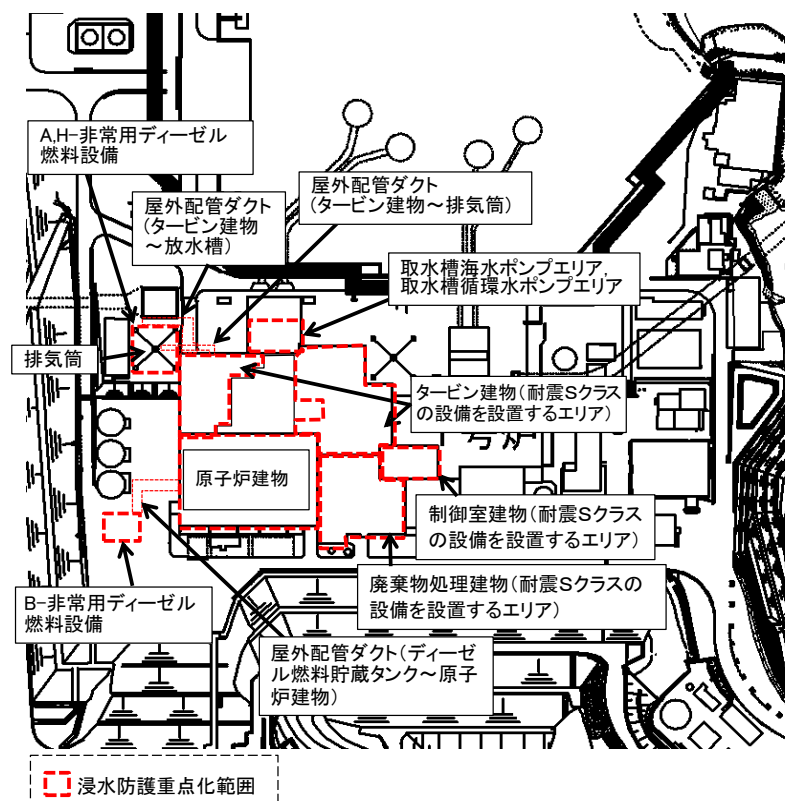 A,H-非常用ディーゼル
燃料設備
屋外配管ダクト
(タービン建物
~放水槽)
屋外配管ダクト
(タービン建物~排気筒)
取水槽海水ポンプエリア,
取水槽循環水ポンプエリア
排気筒
タービン建物(耐震Sクラス
の設備を設置するエリア)
号炉
原子炉建物
制御室建物(耐震Sクラス
の設備を設置するエリア)
廃棄物処理建物(耐震Sクラスの
設備を設置するエリア)
B-非常用ディーゼル
燃料設備
屋外配管ダクト(ディーゼ
ル燃料貯蔵タンク~原子
炉建物)
浸水防護重点化範囲